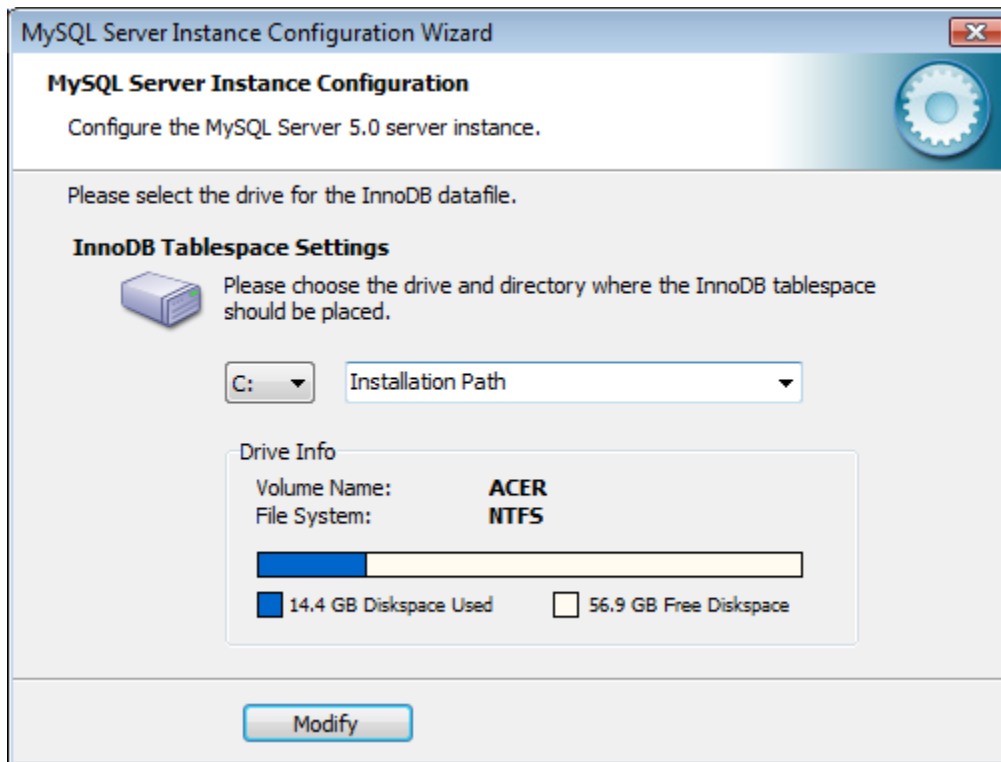 MySQL Server Instance Configuration Wizard
MySQL Server Instance Configuration
Configure the MySQL Server 5.0 server instance.
Please select the drive for the InnoDB datafile.
InnoDB Tablespace Settings
Please choose the drive and directory where the InnoDB tablespace
should be placed.
C: Installation Path
Drive Info
Volume Name: ACER
File System: NTFS
14.4 GB Diskspace Used 56.9 GB Free Diskspace
Modify